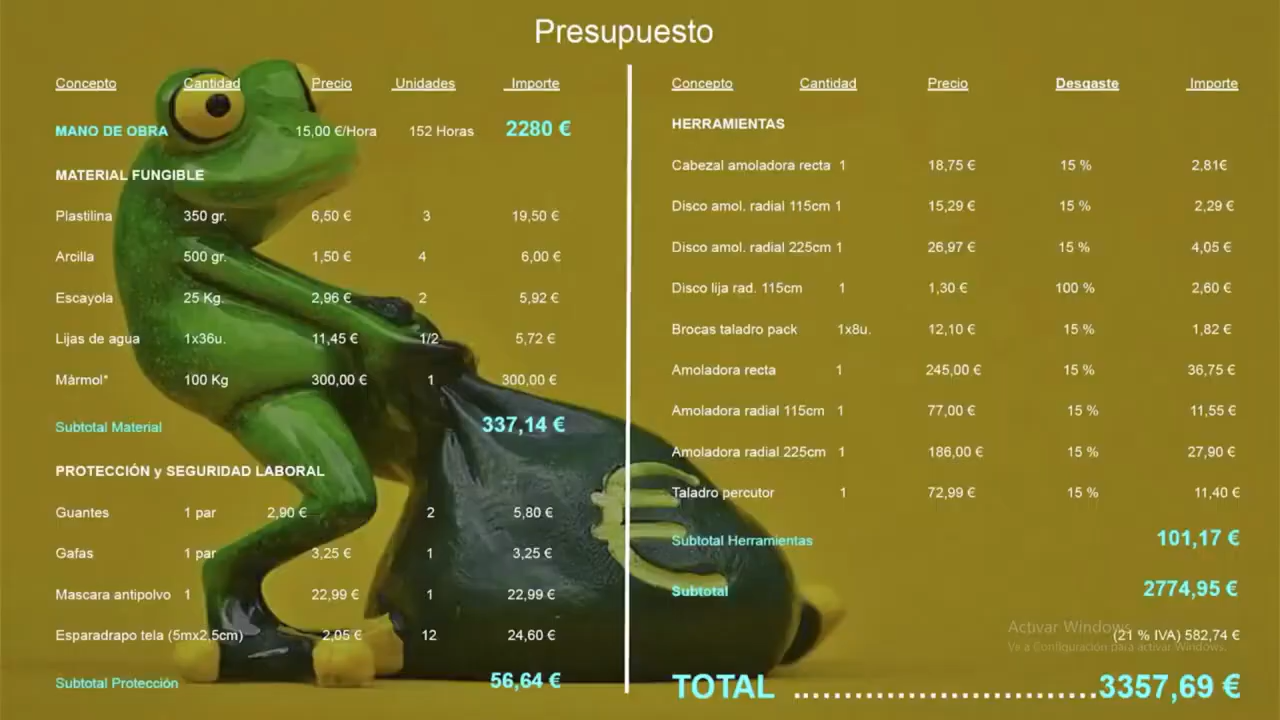 Presupuesto
Concepto Cantidad Precio Unidades Importe
MANO DE OBRA 15,00 €/Hora 152 Horas 2280 €
MATERIAL FUNGIBLE
Plastilina 350 gr. 6,50 € 3 19,50 €
Arcilla 500 gr. 1,50 € 4 6,00 €
Escayola 25 Kg. 2,96 € 2 5,92 €
Lijas de agua 1x36u. 11,45 € 1/2 5,72 €
Mármol* 100 Kg 300,00 € 1 300,00 €
Subtotal Material 337,14 €
PROTECCIÓN y SEGURIDAD LABORAL
Guantes 1 par 2,90 € 2 5,80 €
Gafas 1 par 3,25 € 1 3,25 €
Mascara antipolvo 1 22,99 € 1 22,99 €
Esparadrapo tela (5mx2,5cm) 2,05 € 12 24,60 €
Subtotal Protección 56,64 €
Concepto Cantidad Precio Desgaste Importe
HERRAMIENTAS
Cabezal amoladora recta 1 18,75 € 15 % 2,81€
Disco amol. radial 115cm 1 15,29 € 15 % 2,29 €
Disco amol. radial 225cm 1 26,97 € 15 % 4,05 €
Disco lija rad. 115cm 1 1,30 € 100 % 2,60 €
Brocas taladro pack 1x8u. 12,10 € 15 % 1,82 €
Amoladora recta 1 245,00 € 15 % 36,75 €
Amoladora radial 115cm 1 77,00 € 15 % 11,55 €
Amoladora radial 225cm 1 186,00 € 15 % 27,90 €
Taladro percutor 1 72,99 € 15 % 11,40 €
Subtotal Herramientas 101,17 €
Subtotal 2774,95 €
Activar Windows
(21 % IVA) 582,74 €
Ve a Configuración para activar Windows.
TOTAL ..............................3357,69 €
€